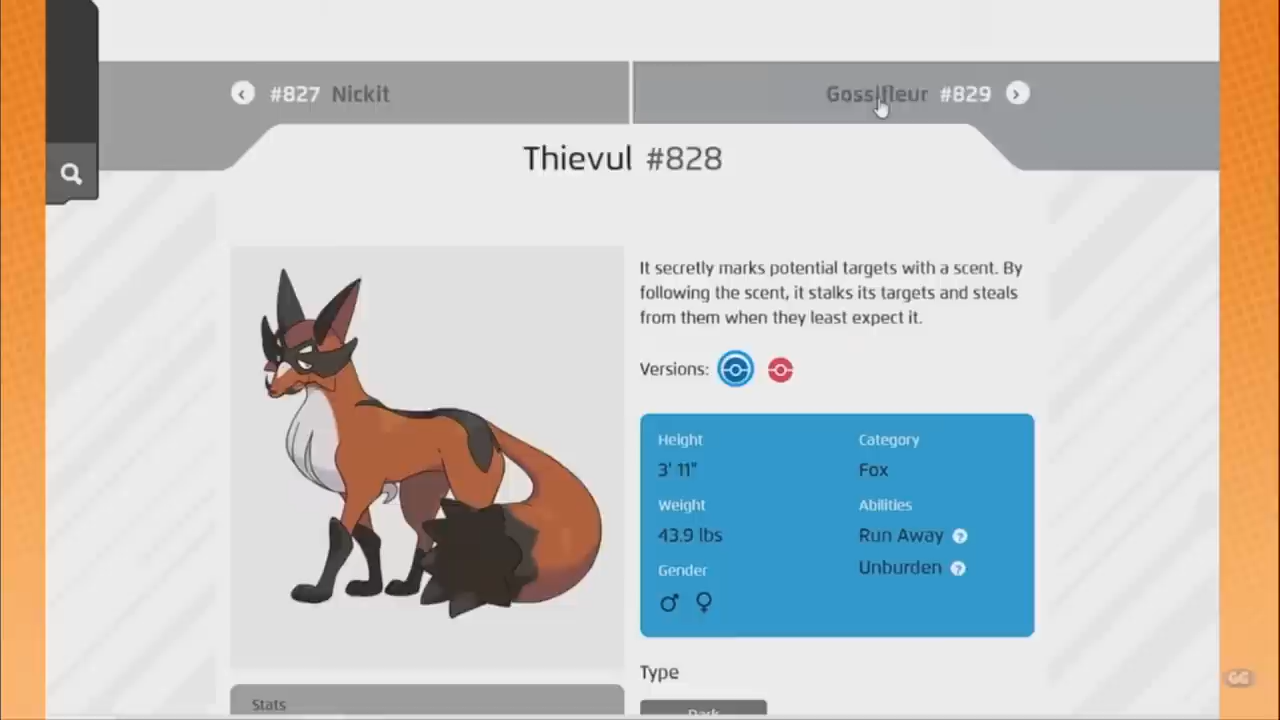 #827 Nickit
Gossifleur #829
Thievul #828
It secretly marks potential targets with a scent. By
following the scent, it stalks its targets and steals
from them when they least expect it.
Versions:
Height
3' 11"
Category
Fox
Weight
43.9 lbs
Abilities
Run Away
Unburden
Gender
Type
Dark
Stats
GG